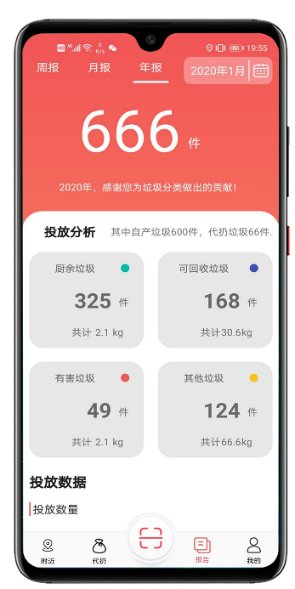 19:55
周报 月报 年报 2020年1月
666 件
2020年，感谢您为垃圾分类做出的贡献！
投放分析 其中自产垃圾600件，代扔垃圾66件.
厨余垃圾 可回收垃圾
325 件 168 件
共计 2.1 kg 共计30.6kg
有害垃圾 其他垃圾
49 件 124 件
共计 2.1 kg 共计66.6kg
投放数据
投放数量
附近 代扔 报告 我的